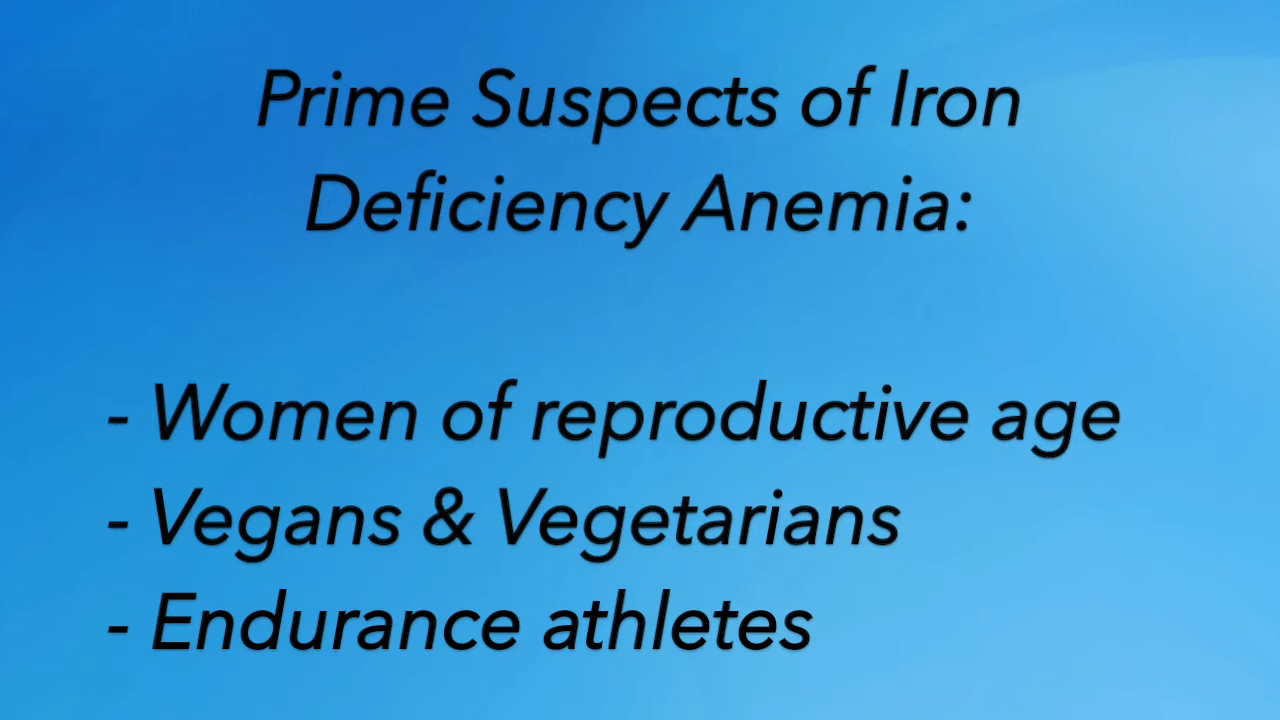 Prime Suspects of Iron
Deficiency Anemia:
- Women of reproductive age
- Vegans & Vegetarians
- Endurance athletes